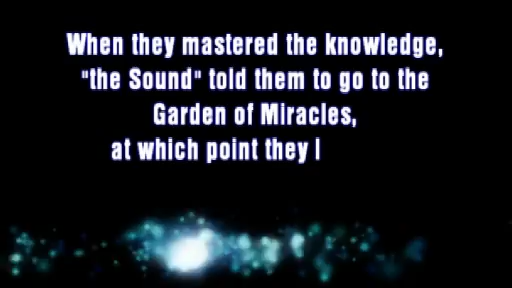 When they mastered the knowledge,
"the Sound" told them to go to the
Garden of Miracles,
at which point they l